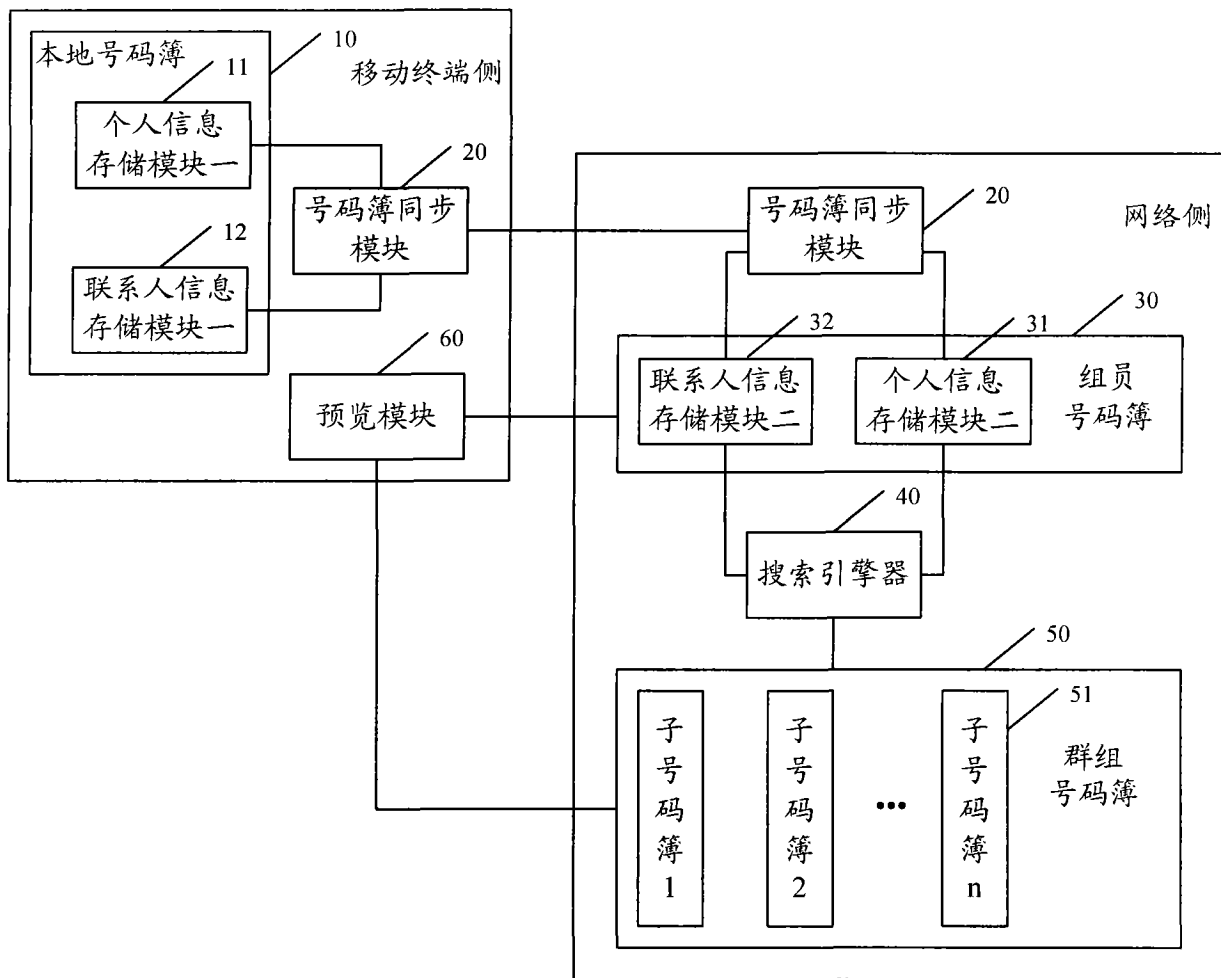 本地号码簿
10
移动终端侧
11
个人信息
存储模块一
20
号码簿同步
模块
12
联系人信息
存储模块一
60
预览模块
20
号码簿同步
模块
网络侧
30
32
联系人信息
存储模块二
31
个人信息
存储模块二
组员
号码簿
40
搜索引擎器
50
子号码簿1
子号码簿2
•••
子号码簿n
51
群组
号码簿